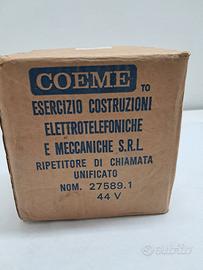 COEME TO
ESERCIZIO COSTRUZIONI
ELETTROTELEFONICHE
E MECCANICHE S.R.L.
RIPETITORE DI CHIAMATA
UNIFICATO
NOM. 27589.1
44 V
Subito